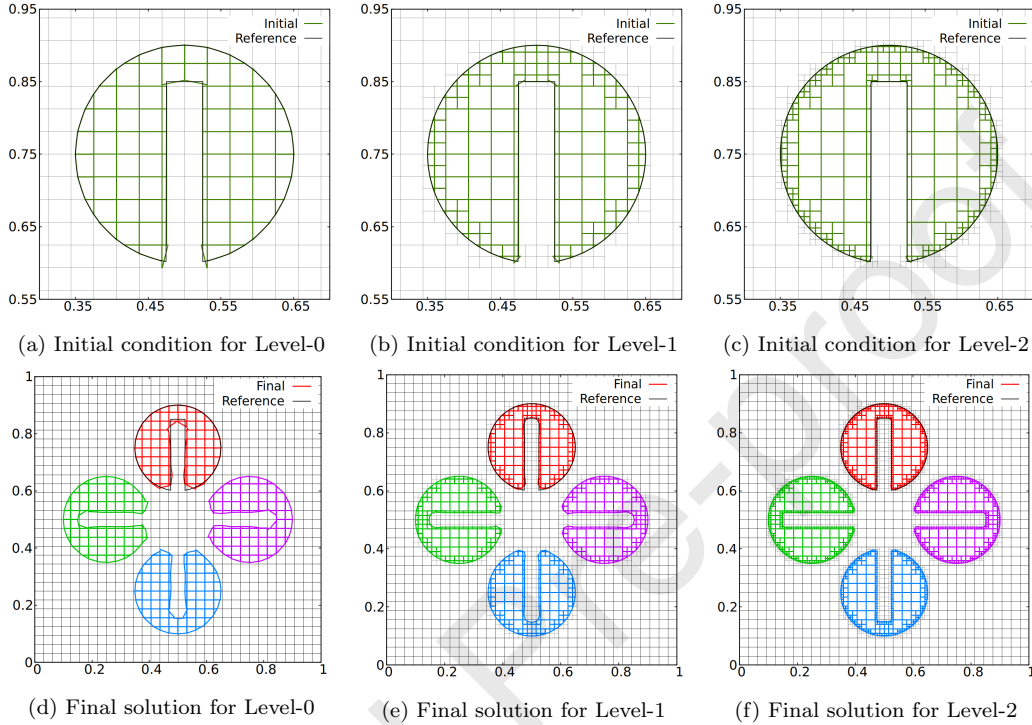 0.95 0.95 0.95
Initial Initial Initial
Reference Reference Reference
0.85 0.85 0.85
0.75 0.75 0.75
0.65 0.65 0.65
0.55 0.55 0.55
0.35 0.45 0.55 0.65 0.35 0.45 0.55 0.65 0.35 0.45 0.55 0.65
(a) Initial condition for Level-0 (b) Initial condition for Level-1 (c) Initial condition for Level-2
1 1 1
Final Final Final
Reference Reference Reference
0.8 0.8 0.8
0.6 0.6 0.6
0.4 0.4 0.4
0.2 0.2 0.2
0 0 0
0 0.2 0.4 0.6 0.8 1 0 0.2 0.4 0.6 0.8 1 0 0.2 0.4 0.6 0.8 1
(d) Final solution for Level-0 (e) Final solution for Level-1 (f) Final solution for Level-2
Pre-proof